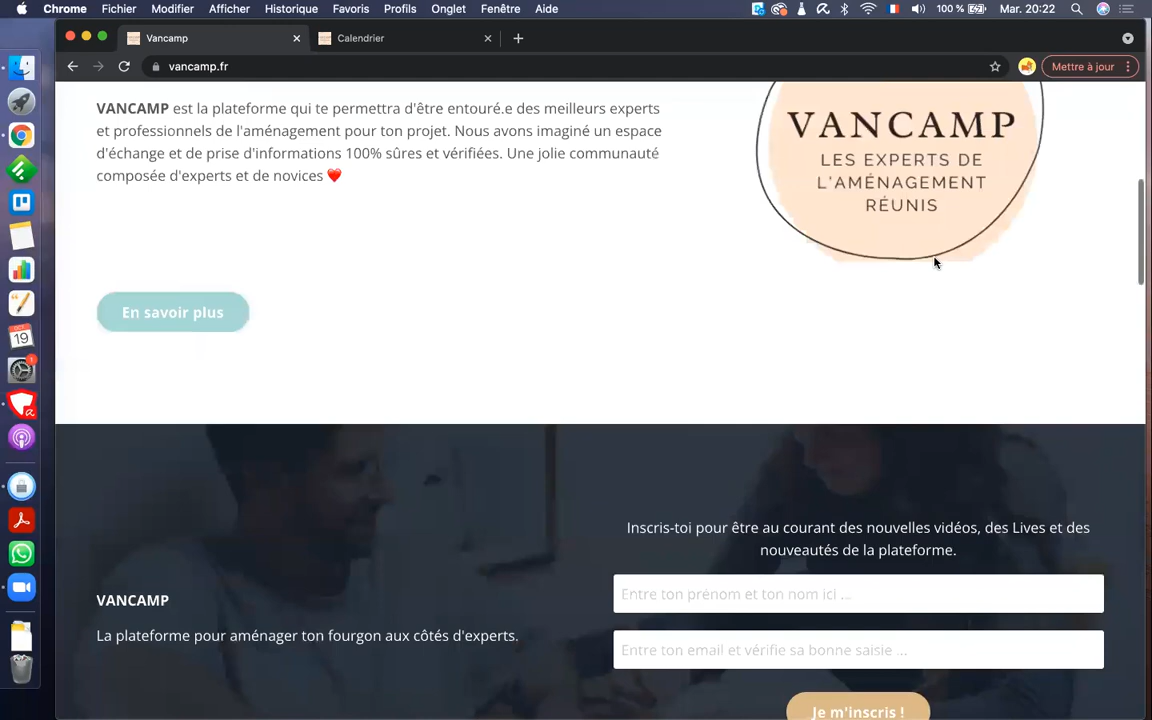 Chrome Fichier Modifier Afficher Historique Favoris Profils Onglet Fenêtre Aide 100 % Mar. 20:22
Vancamp
Calendrier
vancamp.fr
Mettre à jour
VANCAMP est la plateforme qui te permettra d'être entouré.e des meilleurs experts
et professionnels de l'aménagement pour ton projet. Nous avons imaginé un espace
d'échange et de prise d'informations 100% sûres et vérifiées. Une jolie communauté
composée d'experts et de novices ❤️
VANCAMP
LES EXPERTS DE
L'AMÉNAGEMENT
RÉUNIS
En savoir plus
VANCAMP
La plateforme pour aménager ton fourgon aux côtés d'experts.
Inscris-toi pour être au courant des nouvelles vidéos, des Lives et des
nouveautés de la plateforme.
Entre ton prénom et ton nom ici ...
Entre ton email et vérifie sa bonne saisie ...
Je m'inscris !
19
1